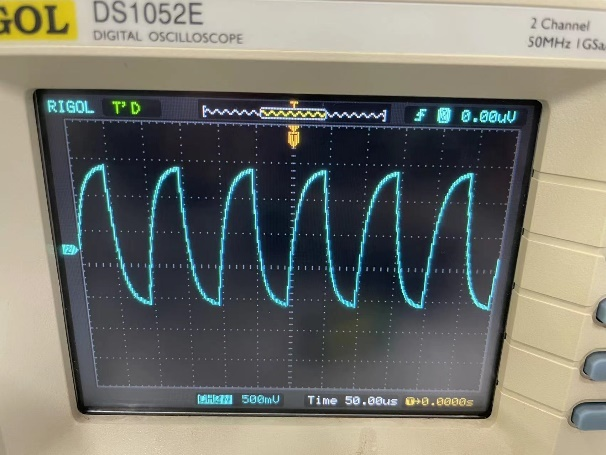 GOL DS1052E
DIGITAL OSCILLOSCOPE
2 Channel
50MHz 1GSa
RIGOL T'D
0.00uV
T
CH2 500mV Time 50.00us T→0.0000s